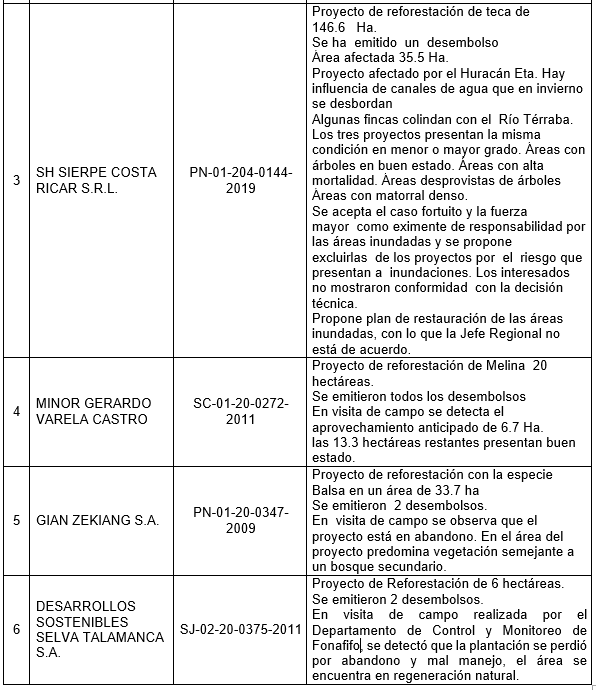 3
SH SIERPE COSTA
RICAR S.R.L.
PN-01-204-0144-
2019
Proyecto de reforestación de teca de
146.6 Ha.
Se ha emitido un desembolso
Área afectada 35.5 Ha.
Proyecto afectado por el Huracán Eta. Hay
influencia de canales de agua que en invierno
se desbordan
Algunas fincas colindan con el Río Térraba.
Los tres proyectos presentan la misma
condición en menor o mayor grado. Áreas con
árboles en buen estado. Áreas con alta
mortalidad. Áreas desprovistas de árboles
Áreas con matorral denso.
Se acepta el caso fortuito y la fuerza
mayor como eximente de responsabilidad por
las áreas inundadas y se propone
excluirlas de los proyectos por el riesgo que
presentan a inundaciones. Los interesados
no mostraron conformidad con la decisión
técnica.
Propone plan de restauración de las áreas
inundadas, con lo que la Jefe Regional no
está de acuerdo.
4
MINOR GERARDO
VARELA CASTRO
SC-01-20-0272-
2011
Proyecto de reforestación de Melina 20
hectáreas.
Se emitieron todos los desembolsos
En visita de campo se detecta el
aprovechamiento anticipado de 6.7 Ha.
las 13.3 hectáreas restantes presentan buen
estado.
5
GIAN ZEKIANG S.A.
PN-01-20-0347-
2009
Proyecto de reforestación con la especie
Balsa en un área de 33.7 ha
Se emitieron 2 desembolsos.
En visita de campo se observa que el
proyecto está en abandono. En el área del
proyecto predomina vegetación semejante a
un bosque secundario.
6
DESARROLLOS
SOSTENIBLES
SELVA TALAMANCA
S.A.
SJ-02-20-0375-2011
Proyecto de Reforestación de 6 hectáreas.
Se emitieron 2 desembolsos.
En visita de campo realizada por el
Departamento de Control y Monitoreo de
Fonafifo, se detectó que la plantación se perdió
por abandono y mal manejo, el área se
encuentra en regeneración natural.